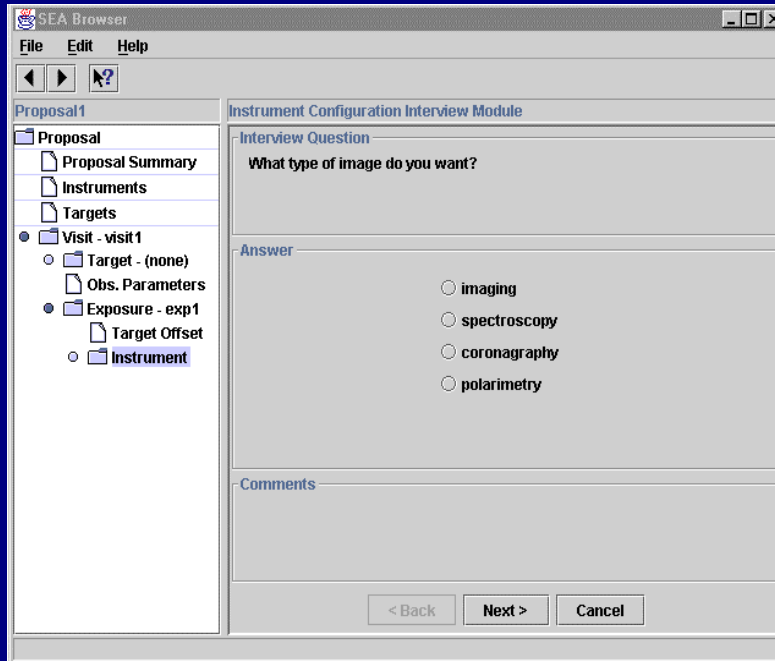 SEA Browser
File Edit Help
Proposal1
Proposal
Proposal Summary
Instruments
Targets
Visit - visit1
Target - (none)
Obs. Parameters
Exposure - exp1
Target Offset
Instrument
Instrument Configuration Interview Module
Interview Question
What type of image do you want?
Answer
imaging
spectroscopy
coronagraphy
polarimetry
Comments
< Back Next > Cancel